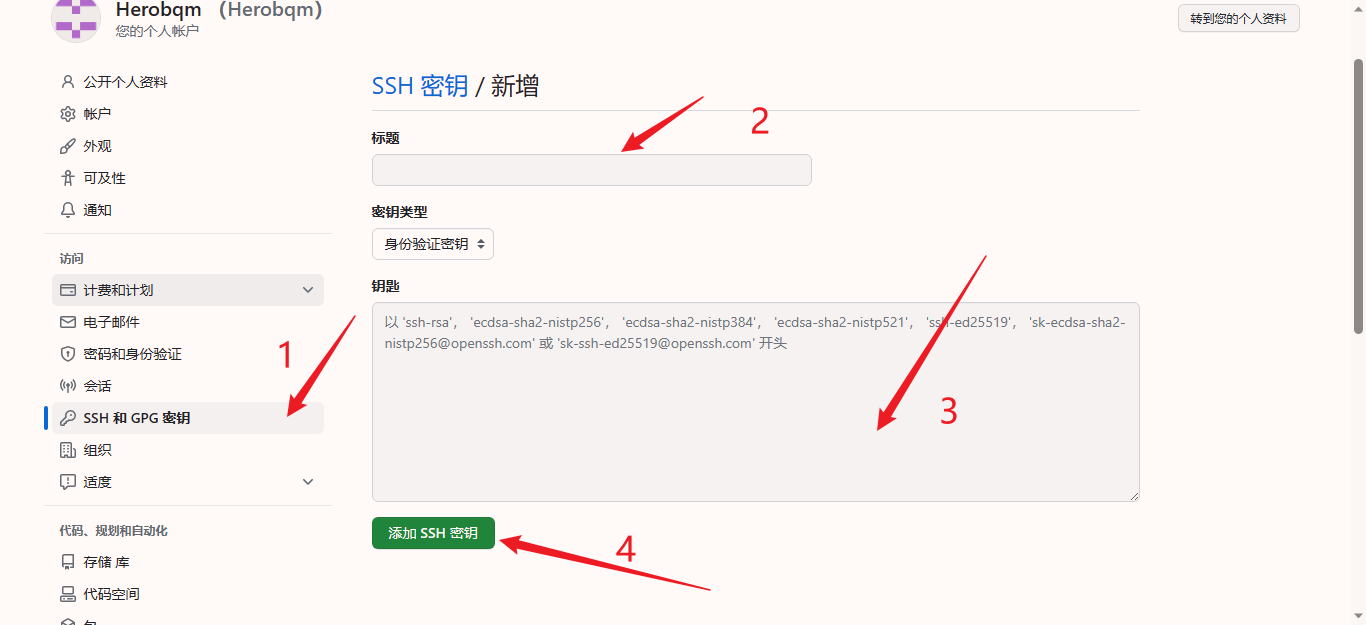 Herobqm (Herobqm)
您的个人帐户
转到您的个人资料
公开个人资料
帐户
外观
可及性
通知
访问
计费和计划
电子邮件
密码和身份验证
会话
SSH 和 GPG 密钥
组织
适度
代码、规划和自动化
存储 库
代码空间
包
SSH 密钥 / 新增
标题
密钥类型
身份验证密钥
钥匙
以 'ssh-rsa', 'ecdsa-sha2-nistp256', 'ecdsa-sha2-nistp384', 'ecdsa-sha2-nistp521', 'ssh-ed25519', 'sk-ecdsa-sha2-
nistp256@openssh.com' 或 'sk-ssh-ed25519@openssh.com' 开头
添加 SSH 密钥
1
2
3
4